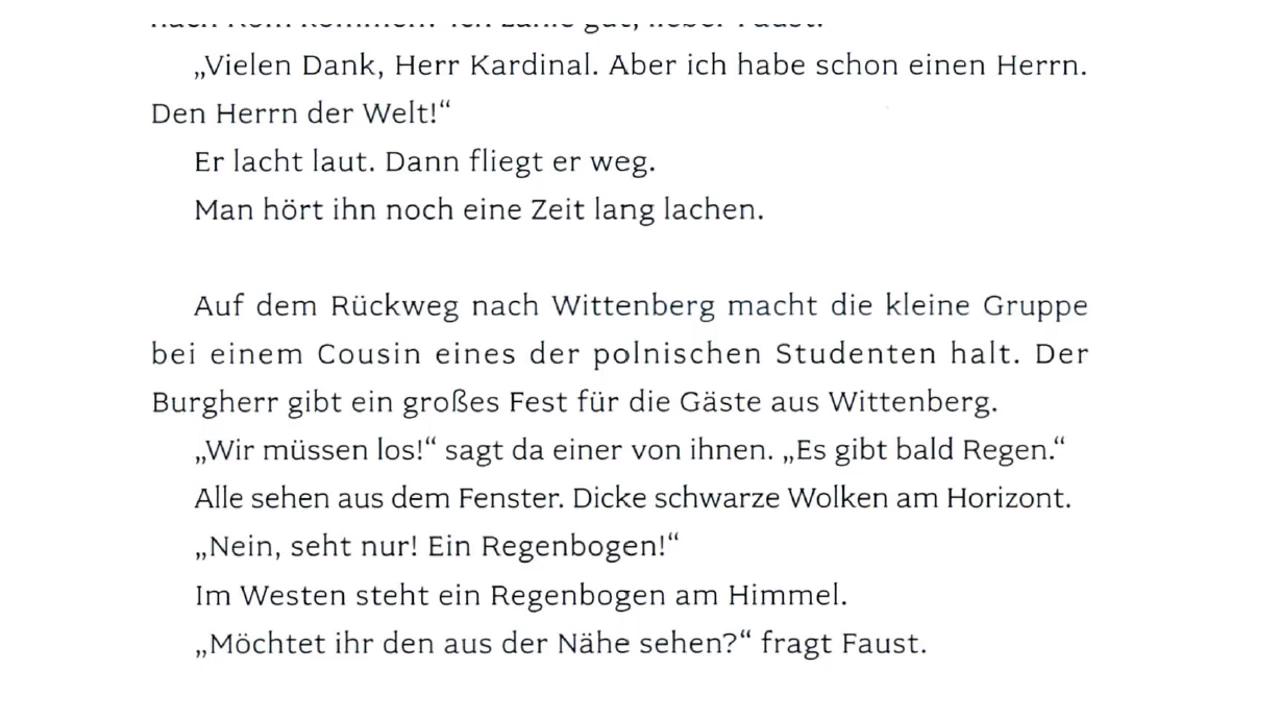 „Vielen Dank, Herr Kardinal. Aber ich habe schon einen Herrn.
Den Herrn der Welt!“
Er lacht laut. Dann fliegt er weg.
Man hört ihn noch eine Zeit lang lachen.
Auf dem Rückweg nach Wittenberg macht die kleine Gruppe
bei einem Cousin eines der polnischen Studenten halt. Der
Burgherr gibt ein großes Fest für die Gäste aus Wittenberg.
„Wir müssen los!“ sagt da einer von ihnen. „Es gibt bald Regen.“
Alle sehen aus dem Fenster. Dicke schwarze Wolken am Horizont.
„Nein, seht nur! Ein Regenbogen!“
Im Westen steht ein Regenbogen am Himmel.
„Möchtet ihr den aus der Nähe sehen?“ fragt Faust.